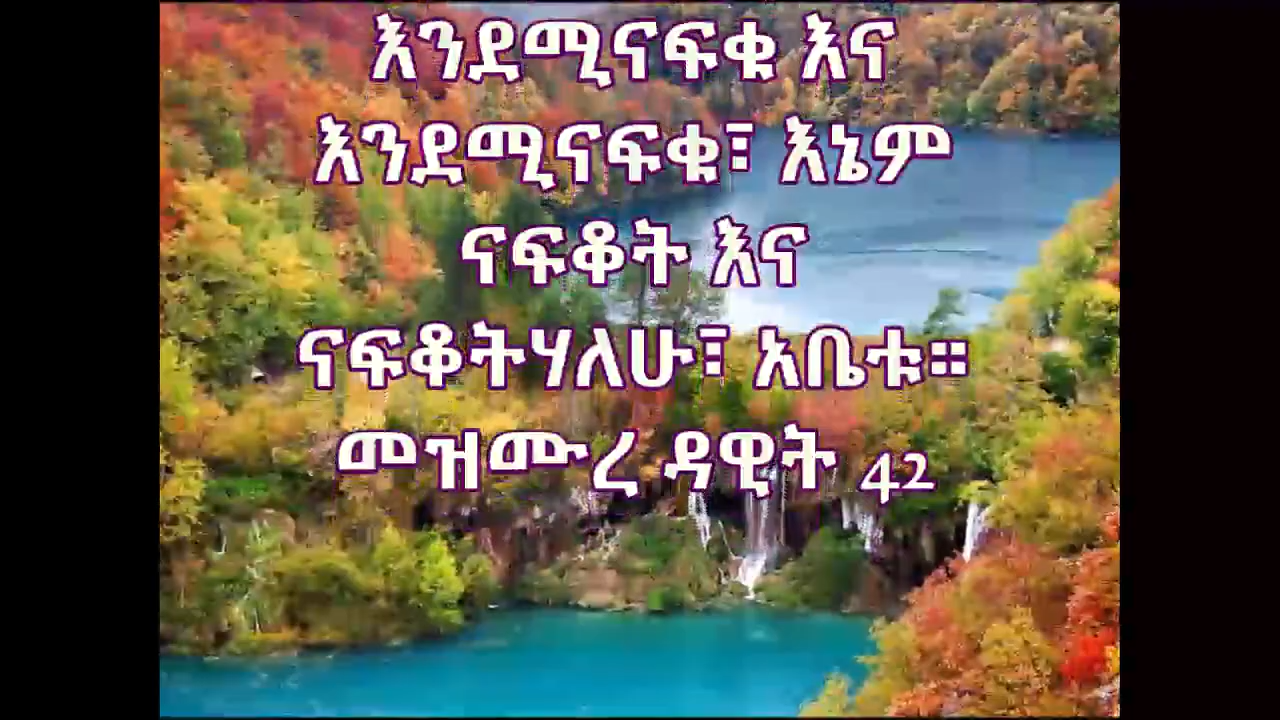 እንደሚናፍቁ እና
እንደሚናፍቁ፣ እኔም
ናፍቆት እና
ናፍቆትሃለሁ፣ አቤቱ።
መዝሙረ ዳዊት 42